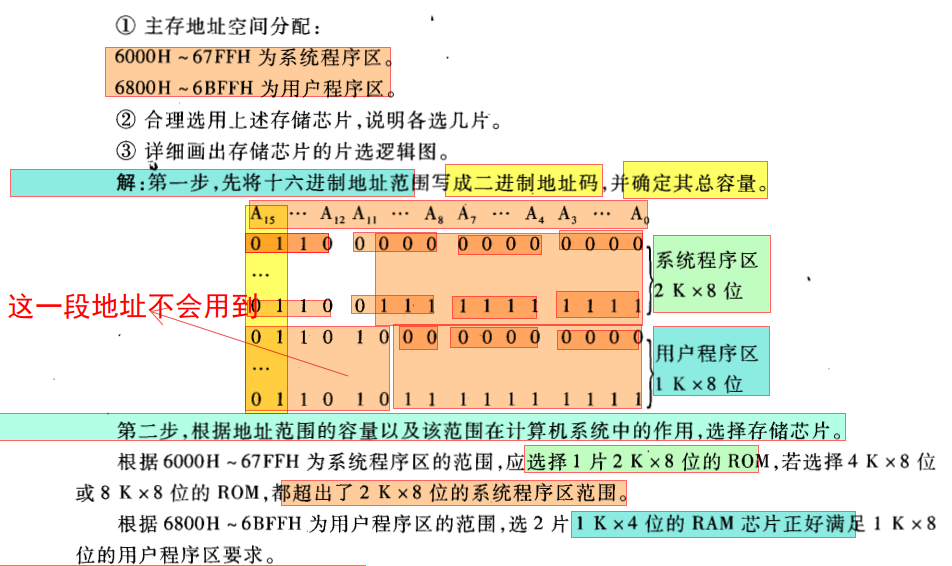 ① 主存地址空间分配:
6000H ~ 67FFH 为系统程序区。
6800H ~ 6BFFH 为用户程序区。
② 合理选用上述存储芯片,说明各选几片。
③ 详细画出存储芯片的片选逻辑图。
解:第一步,先将十六进制地址范围写成二进制地址码,并确定其总容量。
A15 … A12 A11 … A8 A7 … A4 A3 … A0
0 1 1 0 0 0 0 0 0 0 0 0 0 0 0 0
系统程序区
…
2 K × 8 位
这一段地址不会用到
0 1 1 0 0 1 1 1 1 1 1 1 1 1 1 1
0 1 1 0 1 0 0 0 0 0 0 0 0 0 0 0
用户程序区
…
1 K × 8 位
0 1 1 0 1 0 1 1 1 1 1 1 1 1 1 1
第二步,根据地址范围的容量以及该范围在计算机系统中的作用,选择存储芯片。
根据 6000H ~ 67FFH 为系统程序区的范围,应选择 1 片 2 K × 8 位的 ROM,若选择 4 K × 8 位
或 8 K × 8 位的 ROM,都超出了 2 K × 8 位的系统程序区范围。
根据 6800H ~ 6BFFH 为用户程序区的范围,选 2 片 1 K × 4 位的 RAM 芯片正好满足 1 K × 8
位的用户程序区要求。